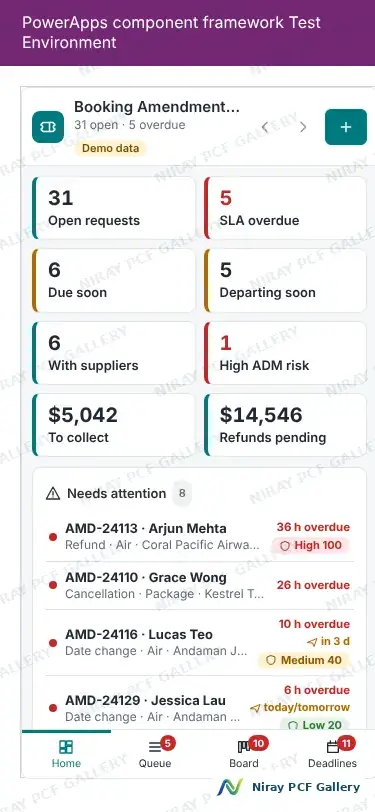 PowerApps component framework Test
Environment
Booking Amendment...
31 open · 5 overdue
Demo data
31
Open requests
5
SLA overdue
6
Due soon
5
Departing soon
6
With suppliers
1
High ADM risk
$5,042
To collect
$14,546
Refunds pending
Needs attention 8
AMD-24113 · Arjun Mehta
36 h overdue
Refund · Air · Coral Pacific Airwa...
High 100
AMD-24110 · Grace Wong
26 h overdue
Cancellation · Package · Kestrel T...
AMD-24116 · Lucas Teo
10 h overdue
Date change · Air · Andaman J...
in 3 d
Medium 40
AMD-24129 · Jessica Lau
6 h overdue
Date change · Air · Andaman ...
today/tomorrow
Low 20
Home
5
Queue
10
Board
11
Deadlines
Niray PCF Gallery
NIRAY PCF GALLERY